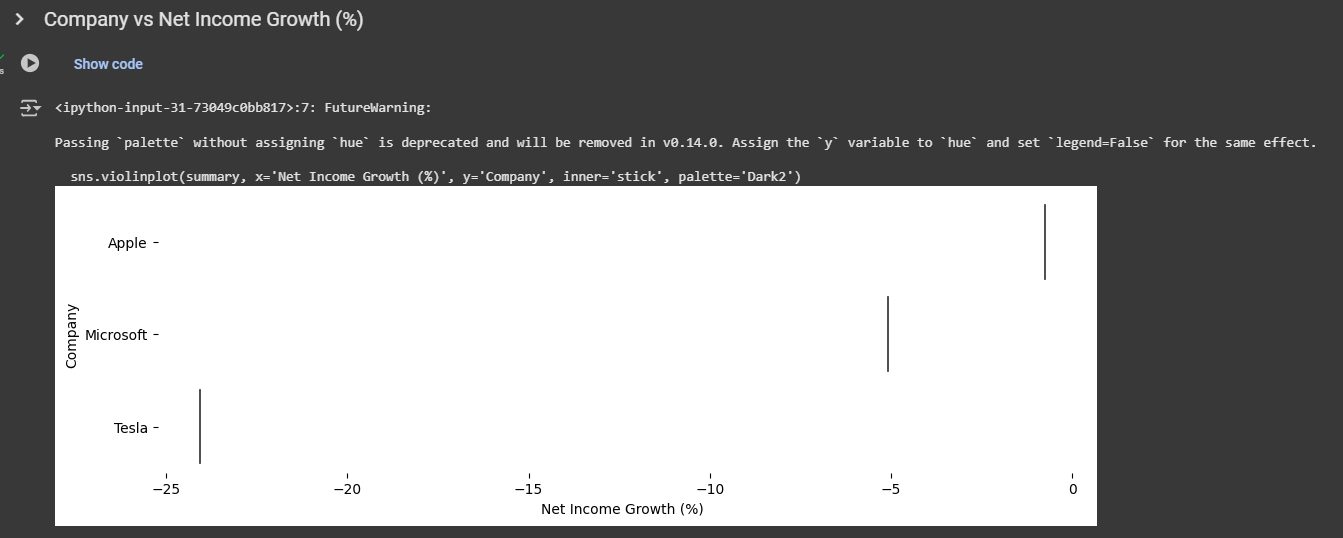 Company vs Net Income Growth (%)
s
Show code
<ipython-input-31-73049c0bb817>:7: FutureWarning:
Passing `palette` without assigning `hue` is deprecated and will be removed in v0.14.0. Assign the `y` variable to `hue` and set `legend=False` for the same effect.
sns.violinplot(summary, x='Net Income Growth (%)', y='Company', inner='stick', palette='Dark2')
Apple
Microsoft
Tesla
Company
−25 −20 −15 −10 −5 0
Net Income Growth (%)